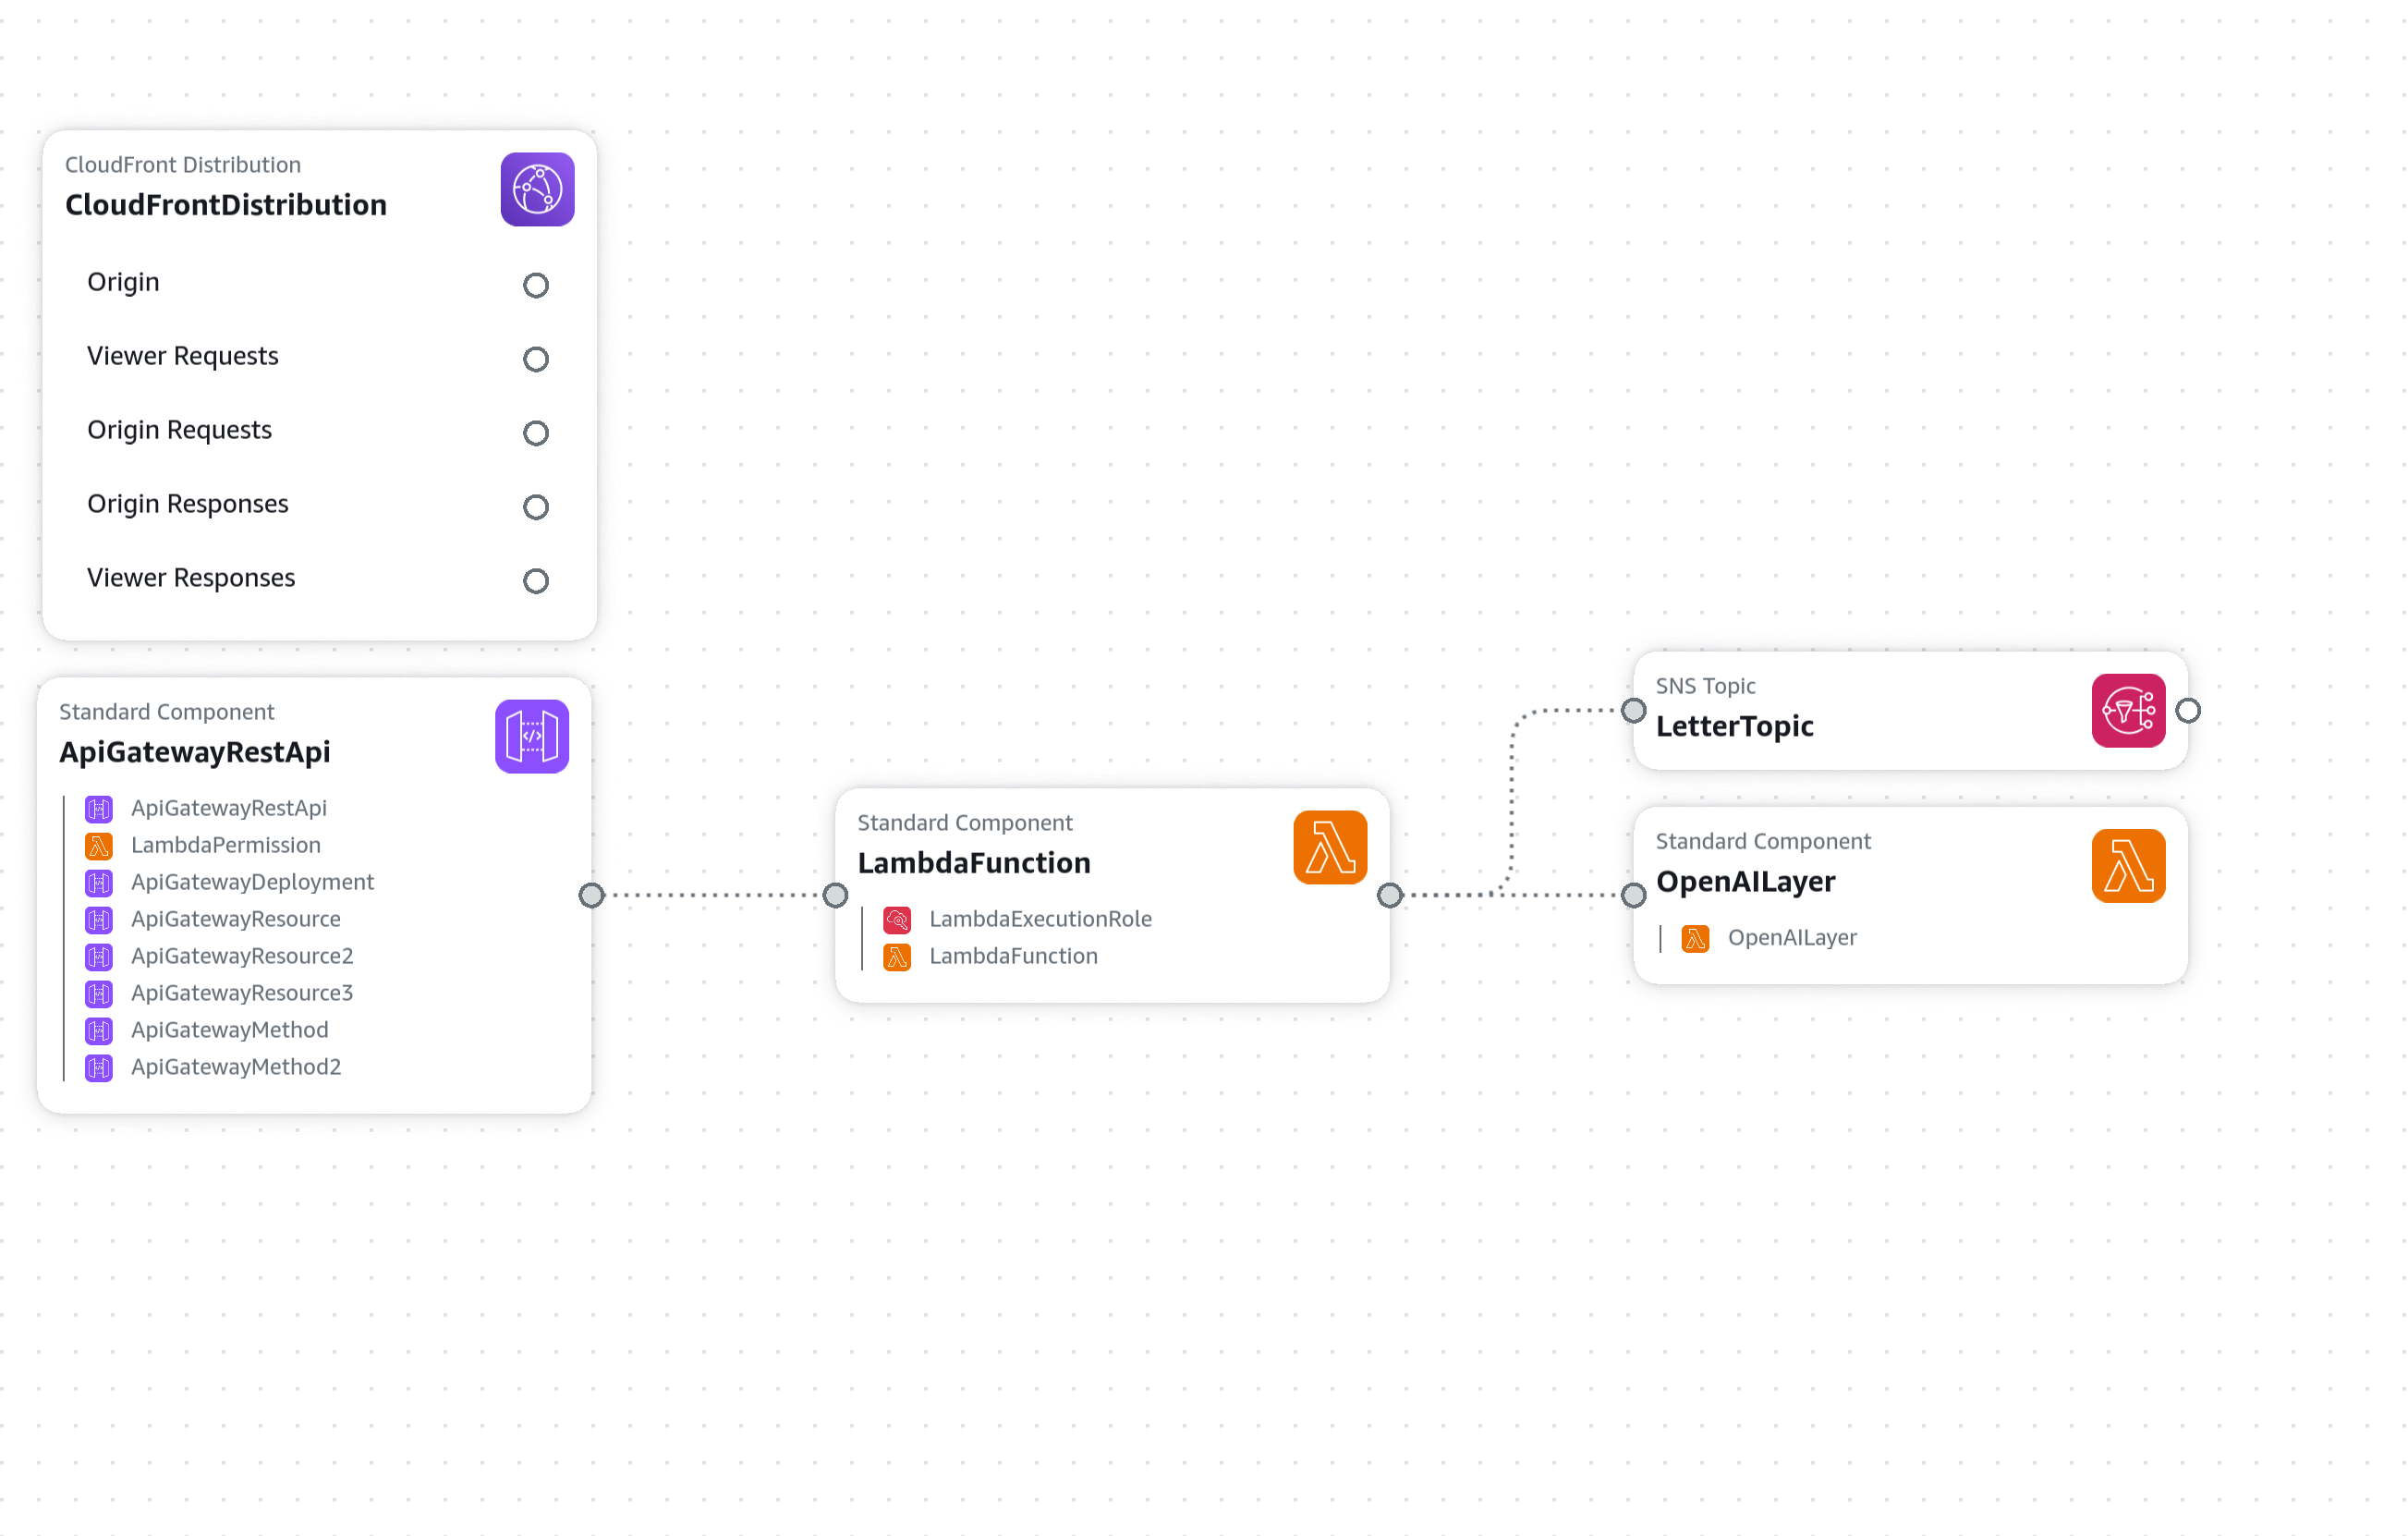 CloudFront Distribution
CloudFrontDistribution
Origin
Viewer Requests
Origin Requests
Origin Responses
Viewer Responses
Standard Component
ApiGatewayRestApi
ApiGatewayRestApi
LambdaPermission
ApiGatewayDeployment
ApiGatewayResource
ApiGatewayResource2
ApiGatewayResource3
ApiGatewayMethod
ApiGatewayMethod2
Standard Component
LambdaFunction
LambdaExecutionRole
LambdaFunction
SNS Topic
LetterTopic
Standard Component
OpenAILayer
OpenAILayer